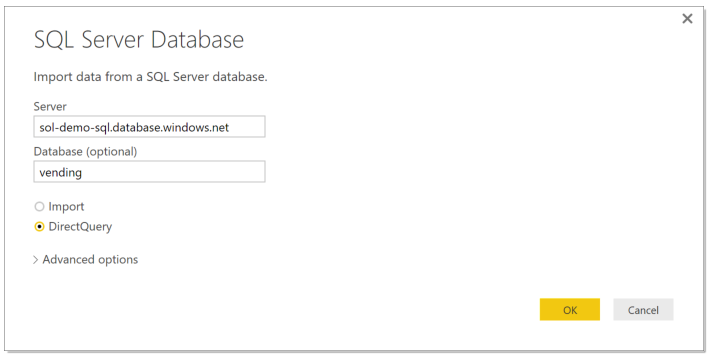 SQL Server Database
Import data from a SQL Server database.
Server
sol-demo-sql.database.windows.net
Database (optional)
vending
Import
DirectQuery
Advanced options
OK
Cancel